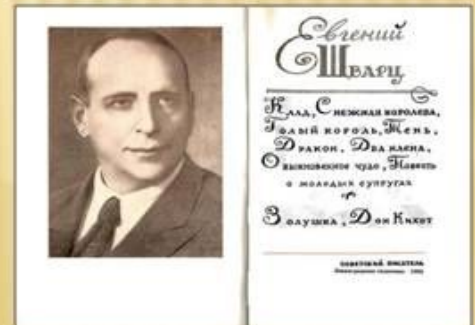 Евгений
Шварц
Клад, Снежная королева,
Голый король, Тень,
Дракон, Два клена,
Обыкновенное чудо, Повесть
о молодых супругах
Золушка, Дон Кихот
СОВЕТСКИЙ ПИСАТЕЛЬ